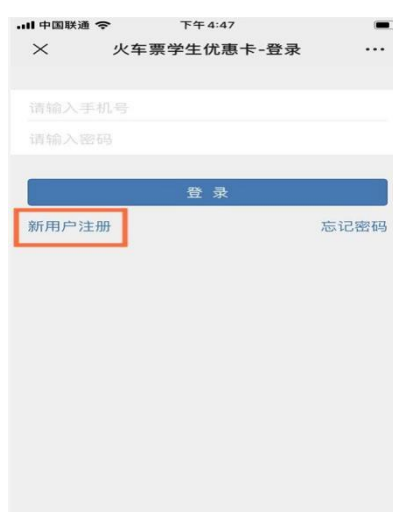 中国联通 下午4:47
火车票学生优惠卡-登录
请输入手机号
请输入密码
登 录
新用户注册 忘记密码